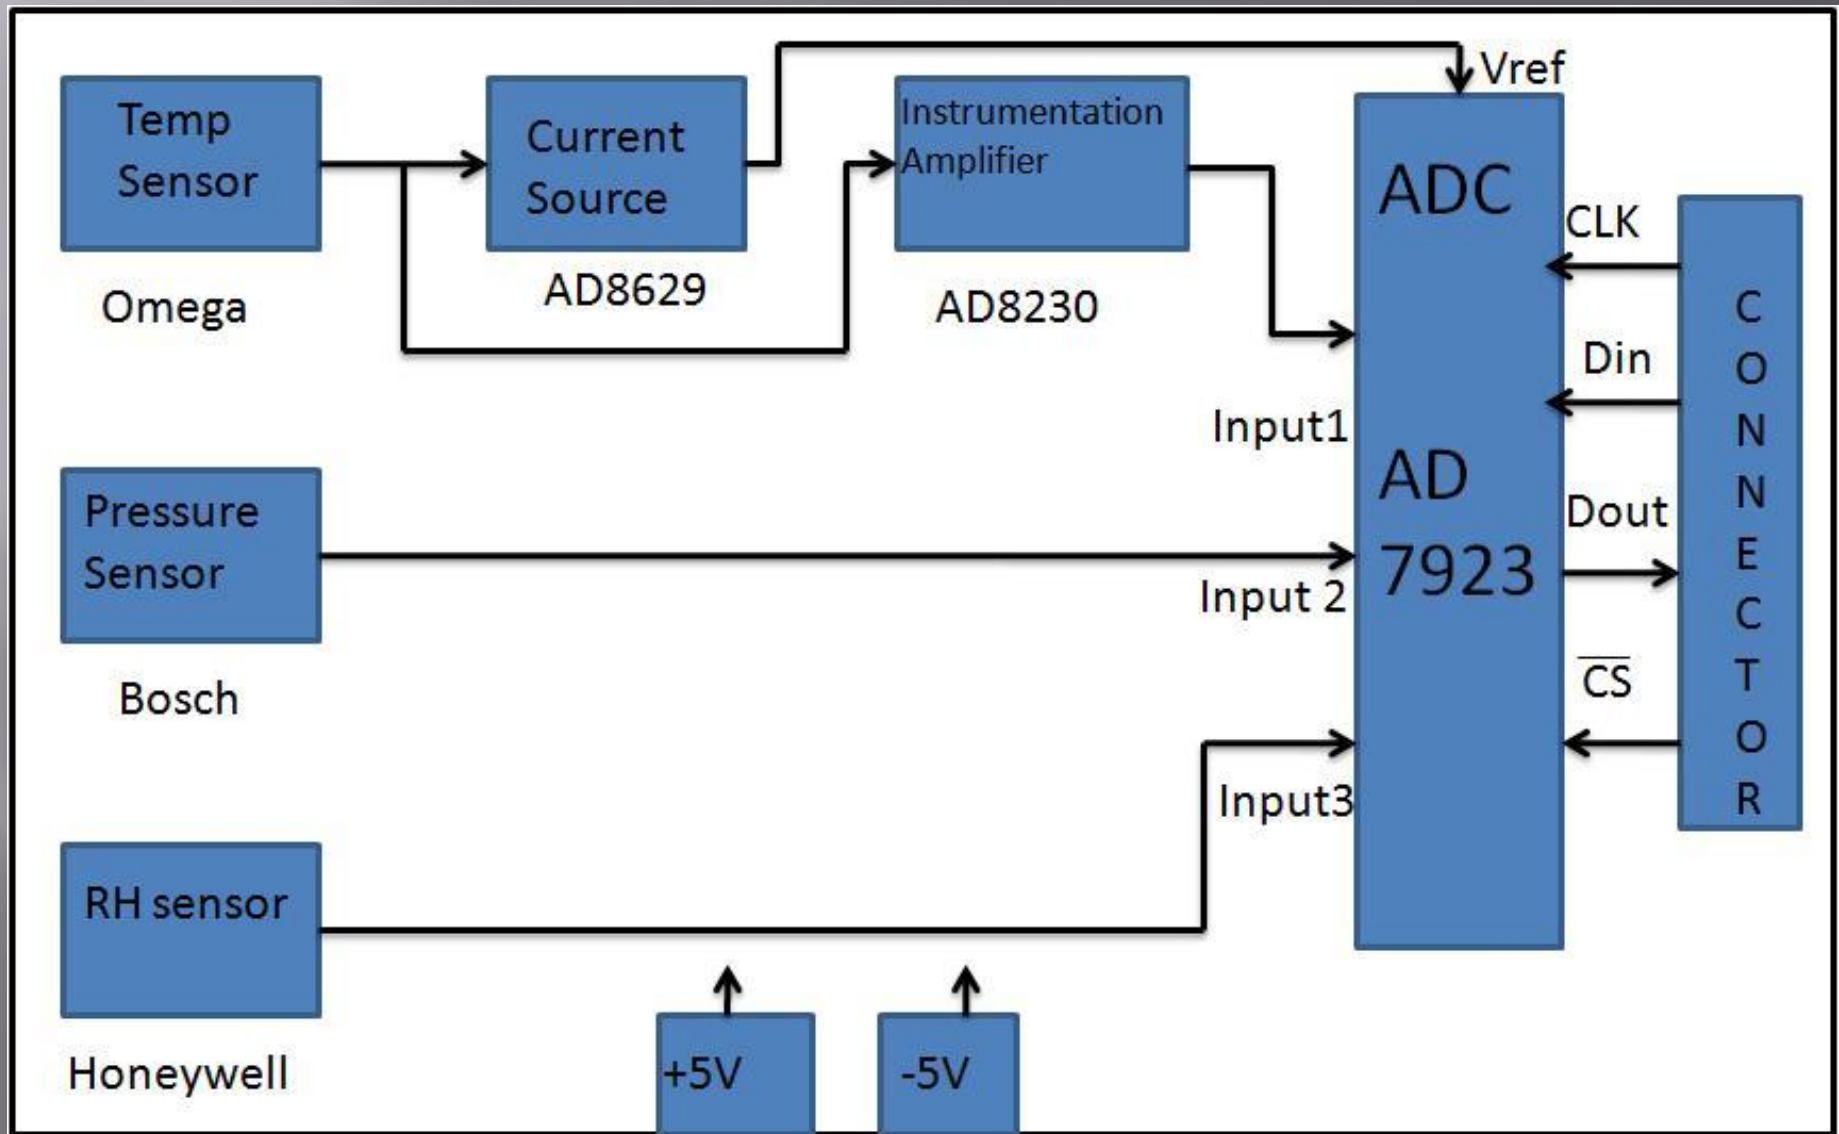 Temp
Sensor
Omega
Current
Source
AD8629
Instrumentation
Amplifier
AD8230
Vref
ADC
AD
7923
Input1
Input 2
Input3
CLK
Din
Dout
C̅S̅
C
O
N
N
E
C
T
O
R
Pressure
Sensor
Bosch
RH sensor
Honeywell
+5V
-5V